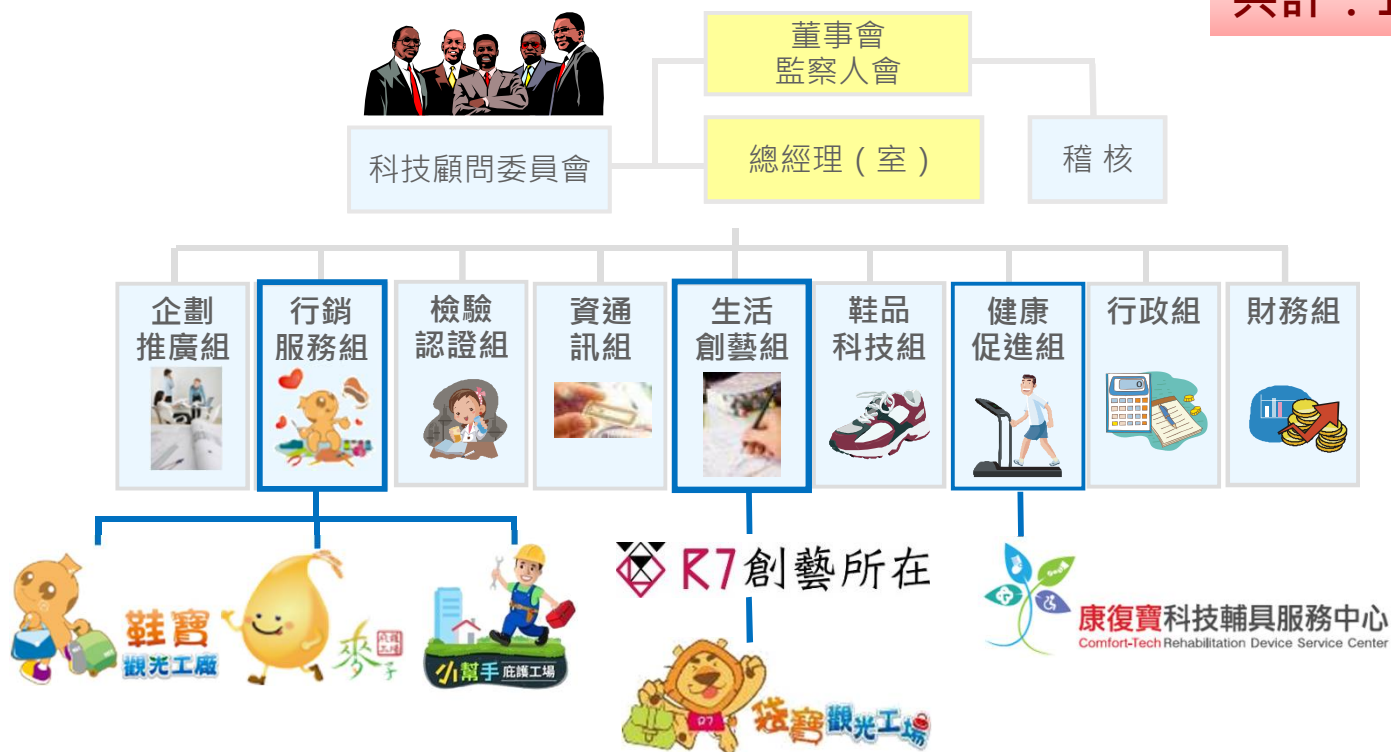 共計：1
董事會
監察人會
科技顧問委員會
總經理（室）
稽 核
企劃
推廣組
行銷
服務組
檢驗
認證組
資通
訊組
生活
創藝組
鞋品
科技組
健康
促進組
行政組
財務組
鞋寶
觀光工廠
麥子
小幫手 庇護工場
R7創藝所在
R7
袋寶觀光工場
康復寶科技輔具服務中心
Comfort-Tech Rehabilitation Device Service Center